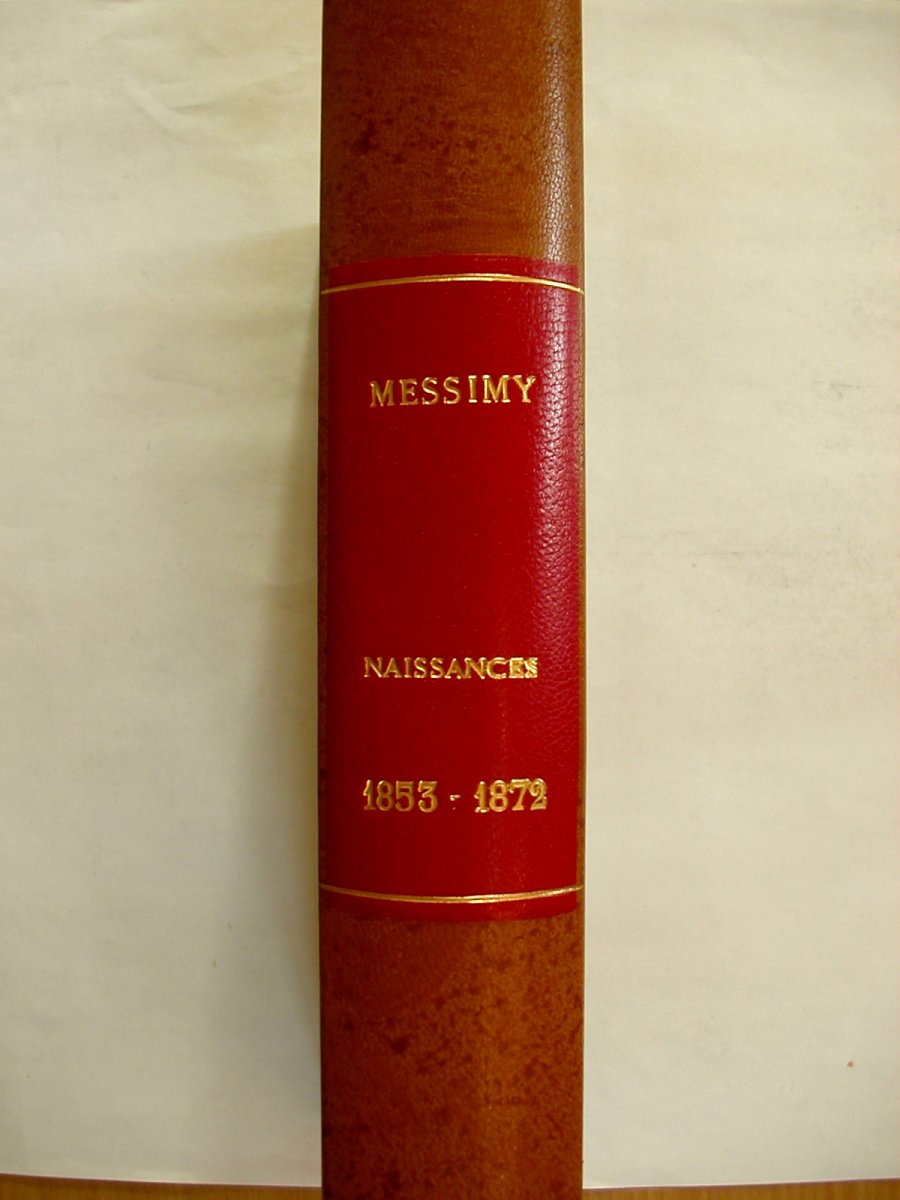 MESSIMY
NAISSANCES
1853 - 1872